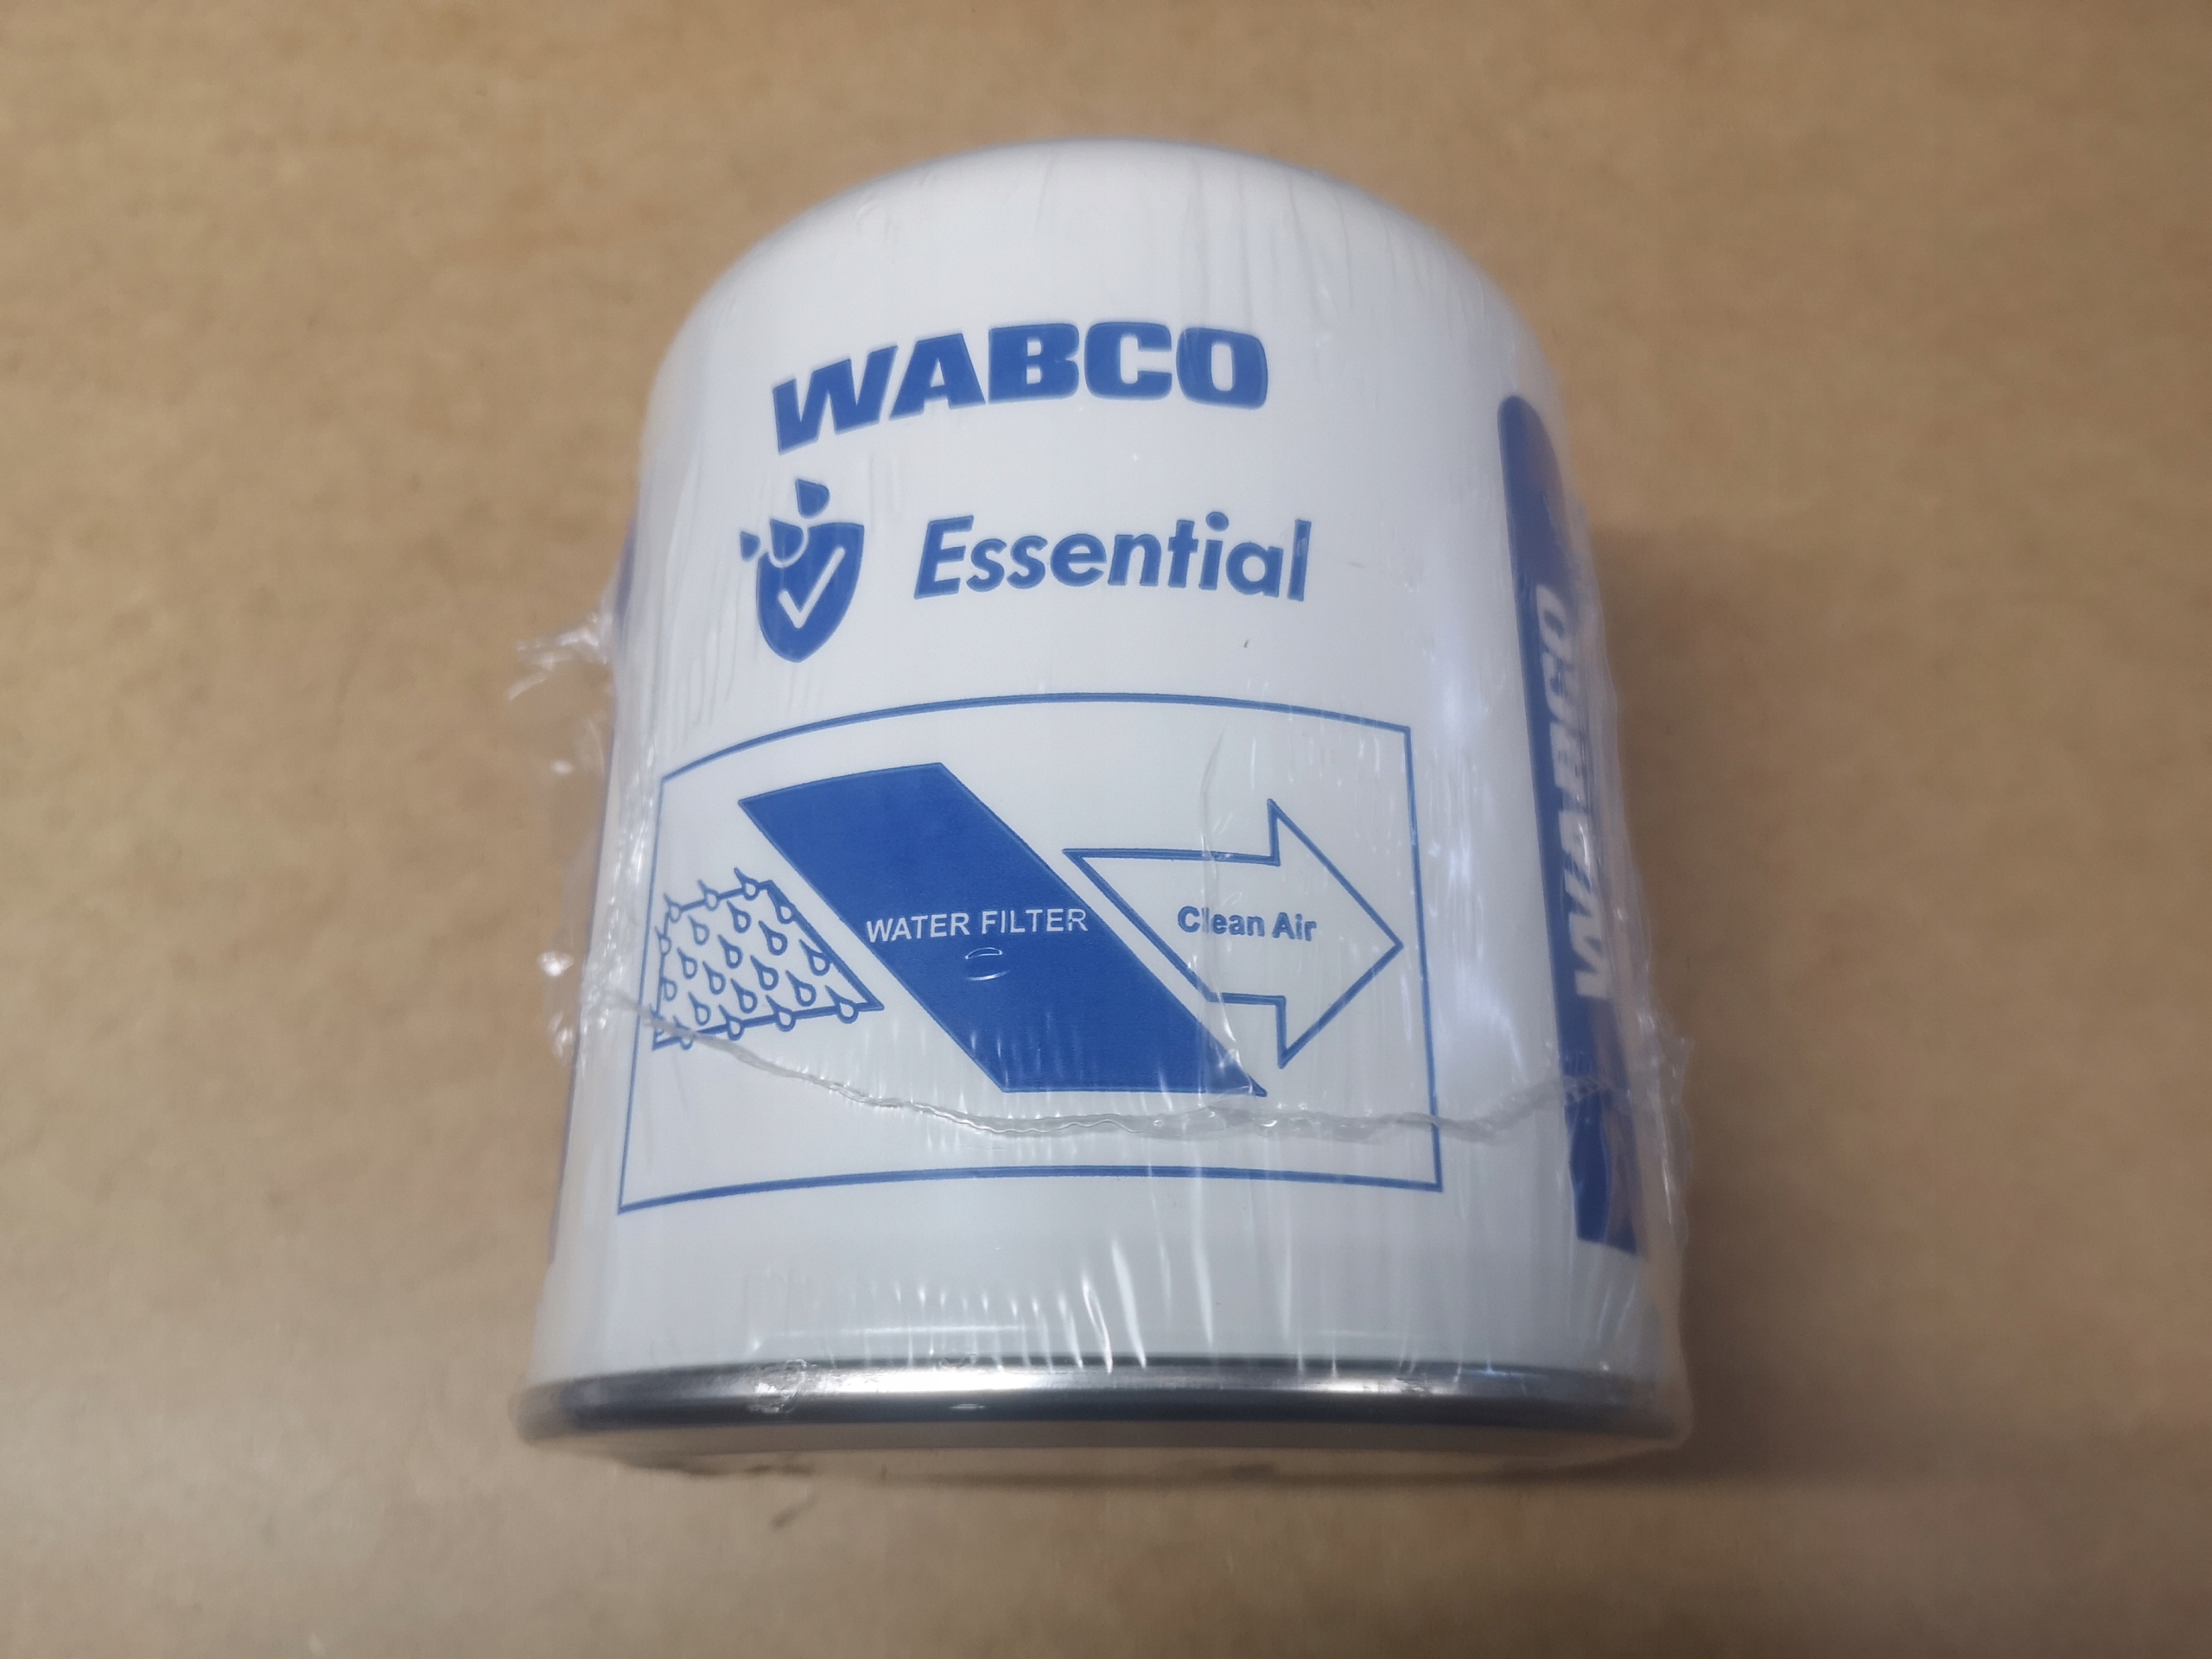 WABCO
Essential
WATER FILTER
Clean Air
WABCO